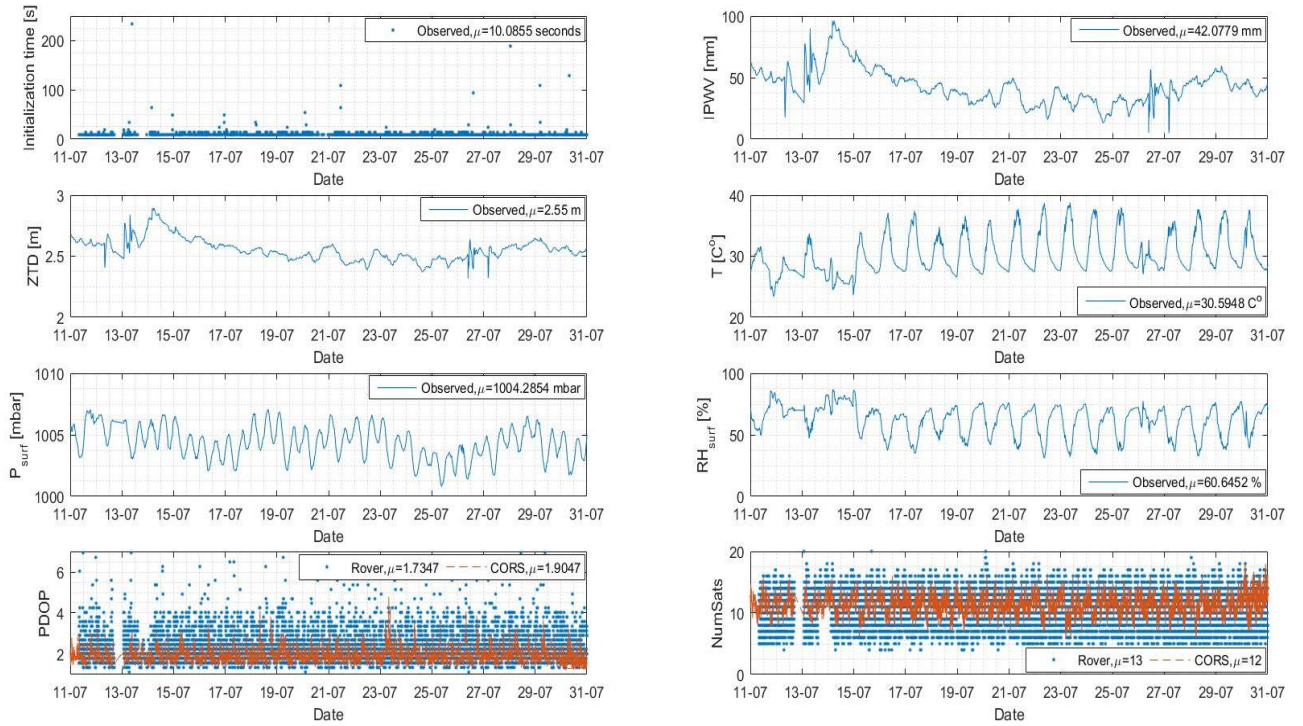 Initialization time [s]
300
200
100
0
Observed,μ=10.0855 seconds
11-07 13-07 15-07 17-07 19-07 21-07 23-07 25-07 27-07 29-07 31-07
Date
IPWV [mm]
100
50
0
Observed,μ=42.0779 mm
11-07 13-07 15-07 17-07 19-07 21-07 23-07 25-07 27-07 29-07 31-07
Date
ZTD [m]
3
2.5
2
Observed,μ=2.55 m
11-07 13-07 15-07 17-07 19-07 21-07 23-07 25-07 27-07 29-07 31-07
Date
T [C°]
40
30
20
Observed,μ=30.5948 C°
11-07 13-07 15-07 17-07 19-07 21-07 23-07 25-07 27-07 29-07 31-07
Date
P surf [mbar]
1010
1005
1000
Observed,μ=1004.2854 mbar
11-07 13-07 15-07 17-07 19-07 21-07 23-07 25-07 27-07 29-07 31-07
Date
RH surf [%]
100
50
0
Observed,μ=60.6452 %
11-07 13-07 15-07 17-07 19-07 21-07 23-07 25-07 27-07 29-07 31-07
Date
PDOP
6
4
2
Rover,μ=1.7347 CORS,μ=1.9047
11-07 13-07 15-07 17-07 19-07 21-07 23-07 25-07 27-07 29-07 31-07
Date
NumSats
20
10
0
Rover,μ=13 CORS,μ=12
11-07 13-07 15-07 17-07 19-07 21-07 23-07 25-07 27-07 29-07 31-07
Date